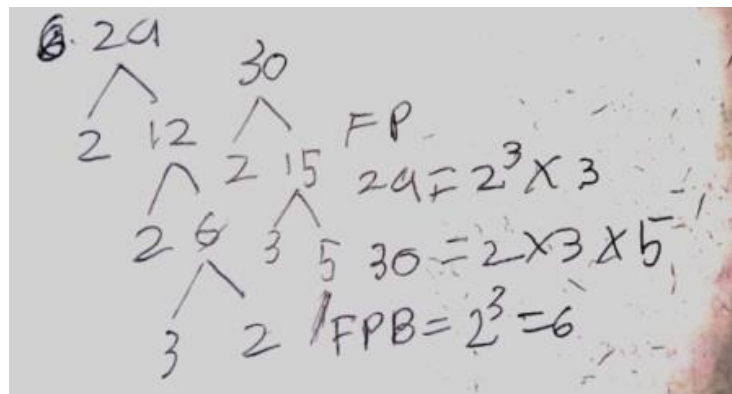 6. 24
30
2 12
2 15
FP
24 = 2³ × 3
2 6
3 5
30 = 2 × 3 × 5
3 2
FPB = 2³ = 6